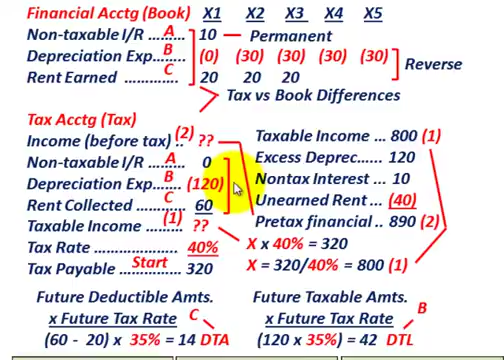 Financial Acctg (Book) X1 X2 X3 X4 X5
Non-taxable I/R ......... A 10 — Permanent
Depreciation Exp........ B (0) (30) (30) (30) (30)
Reverse
Rent Earned ............. C 20 20 20
Tax vs Book Differences
Tax Acctg (Tax)
Income (before tax) .. (2) ??
Non-taxable I/R ......... A 0
Depreciation Exp....... B (120)
Rent Collected ........... C 60
Taxable Income ........ (1) ??
Tax Rate .................... 40%
Tax Payable ............... Start 320
Taxable Income ... 800 (1)
Excess Deprec...... 120
Nontax Interest ... 10
Unearned Rent ... (40)
Pretax financial .. 890 (2)
X x 40% = 320
X = 320/40% = 800 (1)
Future Deductible Amts.
x Future Tax Rate C
(60 - 20) x 35% = 14 DTA
Future Taxable Amts. B
x Future Tax Rate
(120 x 35%) = 42 DTL